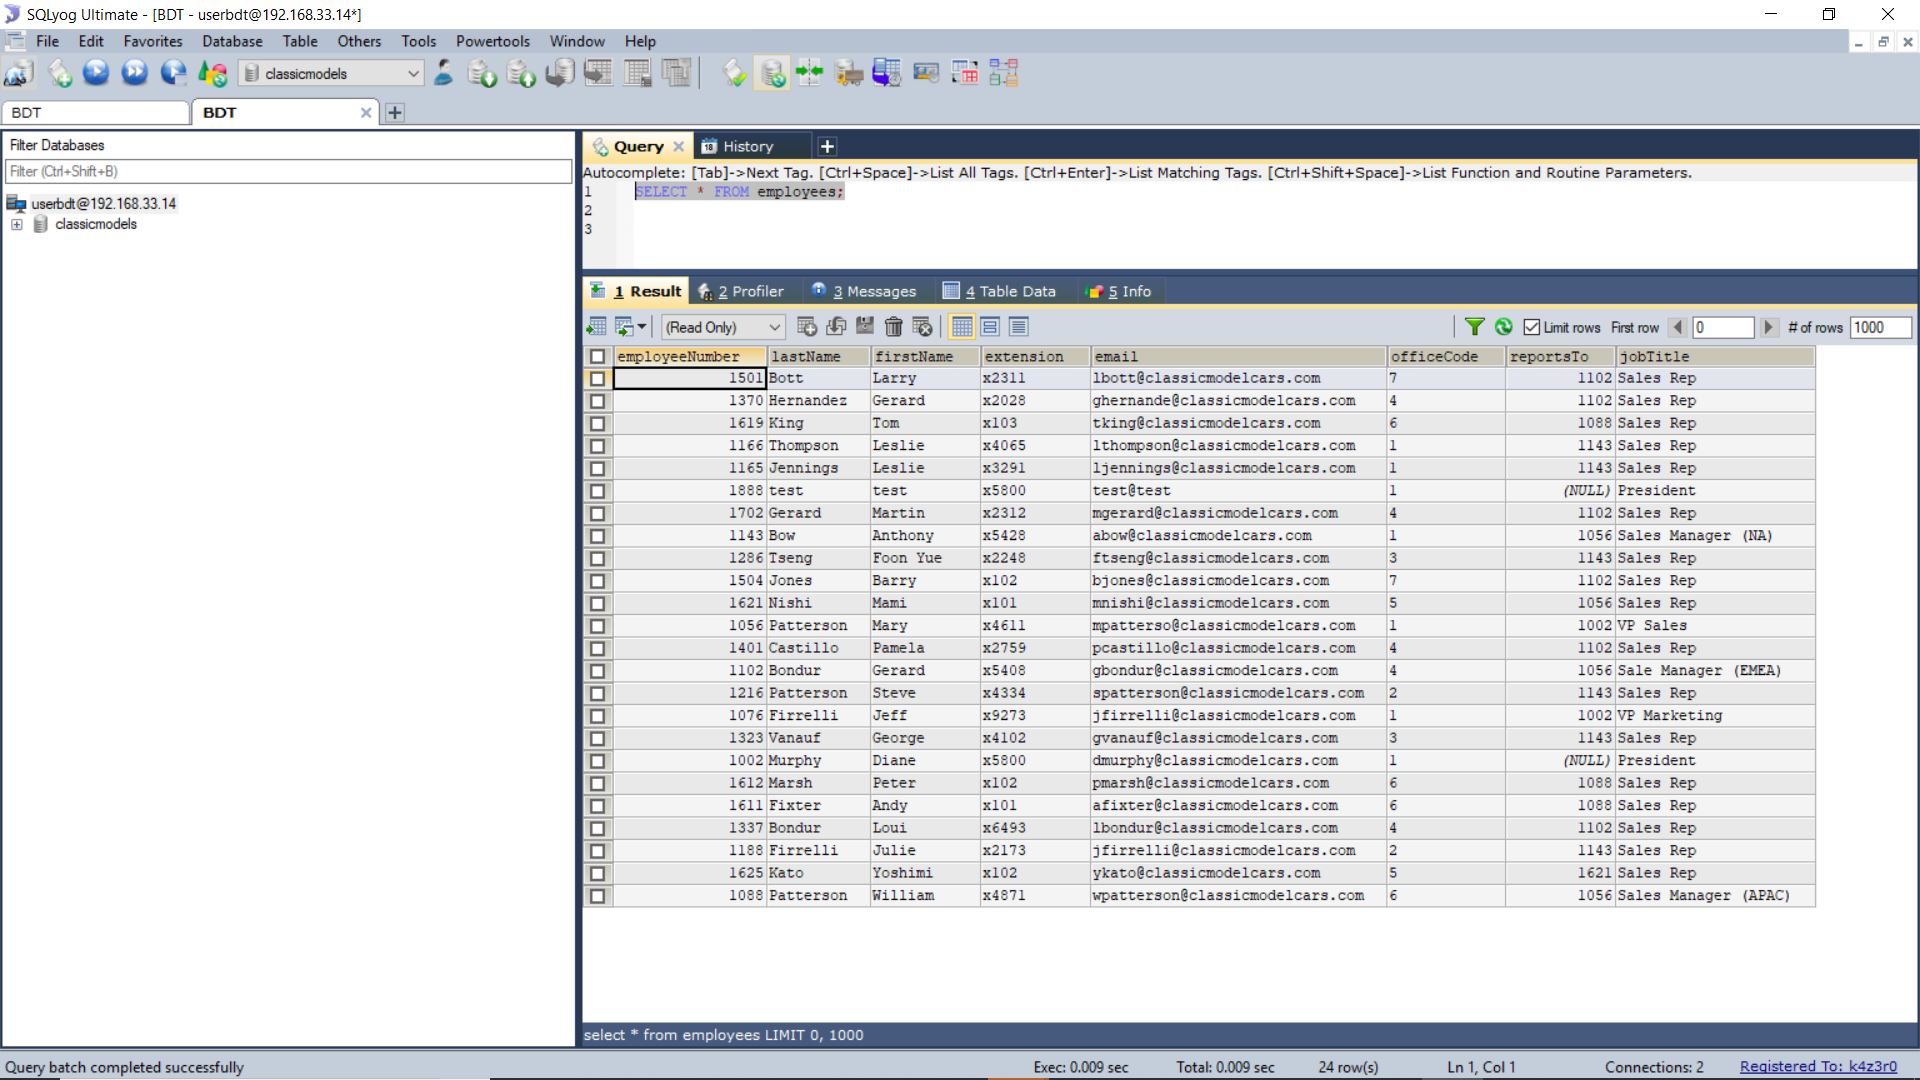 SQLyog Ultimate - [BDT - userbdt@192.168.33.14*]
File Edit Favorites Database Table Others Tools Powertools Window Help
classicmodels
BDT BDT
Filter Databases
Filter (Ctrl+Shift+B)
userbdt@192.168.33.14
classicmodels
Query History
Autocomplete: [Tab]->Next Tag. [Ctrl+Space]->List All Tags. [Ctrl+Enter]->List Matching Tags. [Ctrl+Shift+Space]->List Function and Routine Parameters.
1 SELECT * FROM employees;
2
3
1 Result 2 Profiler 3 Messages 4 Table Data 5 Info
(Read Only) Limit rows First row 0 # of rows 1000
employeeNumber lastName firstName extension email officeCode reportsTo jobTitle
1501 Bott Larry x2311 lbott@classicmodelcars.com 7 1102 Sales Rep
1370 Hernandez Gerard x2028 ghernande@classicmodelcars.com 4 1102 Sales Rep
1619 King Tom x103 tking@classicmodelcars.com 6 1088 Sales Rep
1166 Thompson Leslie x4065 lthompson@classicmodelcars.com 1 1143 Sales Rep
1165 Jennings Leslie x3291 ljennings@classicmodelcars.com 1 1143 Sales Rep
1888 test test x5800 test@test 1 (NULL) President
1702 Gerard Martin x2312 mgerard@classicmodelcars.com 4 1102 Sales Rep
1143 Bow Anthony x5428 abow@classicmodelcars.com 1 1056 Sales Manager (NA)
1286 Tseng Foon Yue x2248 ftseng@classicmodelcars.com 3 1143 Sales Rep
1504 Jones Barry x102 bjones@classicmodelcars.com 7 1102 Sales Rep
1621 Nishi Mami x101 mnishi@classicmodelcars.com 5 1056 Sales Rep
1056 Patterson Mary x4611 mpatterso@classicmodelcars.com 1 1002 VP Sales
1401 Castillo Pamela x2759 pcastillo@classicmodelcars.com 4 1102 Sales Rep
1102 Bondur Gerard x5408 gbondur@classicmodelcars.com 4 1056 Sale Manager (EMEA)
1216 Patterson Steve x4334 spatterson@classicmodelcars.com 2 1143 Sales Rep
1076 Firrelli Jeff x9273 jfirrelli@classicmodelcars.com 1 1002 VP Marketing
1323 Vanauf George x4102 gvanauf@classicmodelcars.com 3 1143 Sales Rep
1002 Murphy Diane x5800 dmurphy@classicmodelcars.com 1 (NULL) President
1612 Marsh Peter x102 pmarsh@classicmodelcars.com 6 1088 Sales Rep
1611 Fixter Andy x101 afixter@classicmodelcars.com 6 1088 Sales Rep
1337 Bondur Loui x6493 lbondur@classicmodelcars.com 4 1102 Sales Rep
1188 Firrelli Julie x2173 jfirrelli@classicmodelcars.com 2 1143 Sales Rep
1625 Kato Yoshimi x102 ykato@classicmodelcars.com 5 1621 Sales Rep
1088 Patterson William x4871 wpatterson@classicmodelcars.com 6 1056 Sales Manager (APAC)
select * from employees LIMIT 0, 1000
Query batch completed successfully Exec: 0.009 sec Total: 0.009 sec 24 row(s) Ln 1, Col 1 Connections: 2 Registered To: k4z3r0